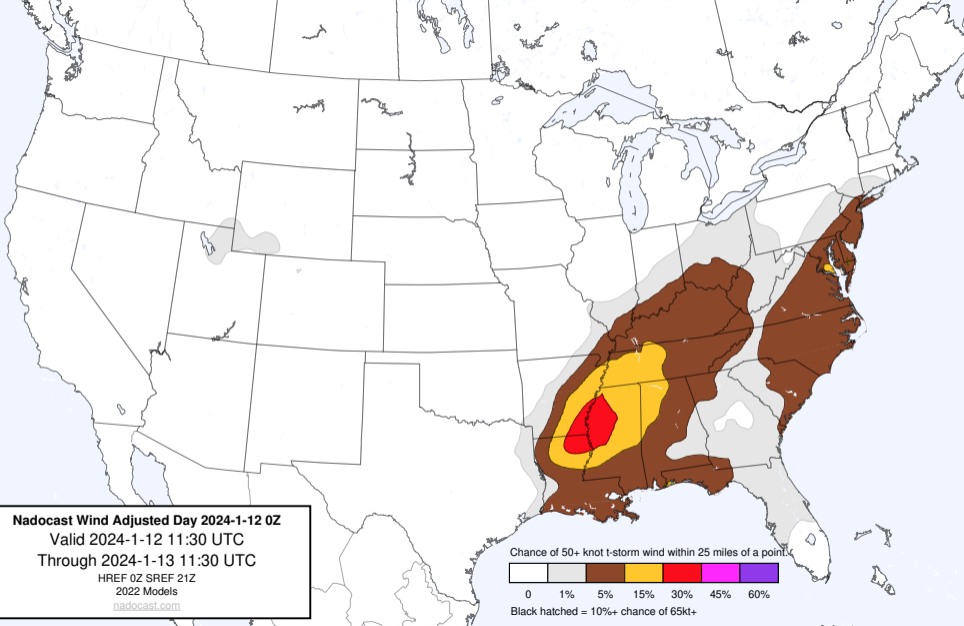 Nadocast Wind Adjusted Day 2024-1-12 0Z
Valid 2024-1-12 11:30 UTC
Through 2024-1-13 11:30 UTC
HREF 0Z SREF 21Z
2022 Models
nadocast.com
Chance of 50+ knot t-storm wind within 25 miles of a point.
0 1% 5% 15% 30% 45% 60%
Black hatched = 10%+ chance of 65kt+